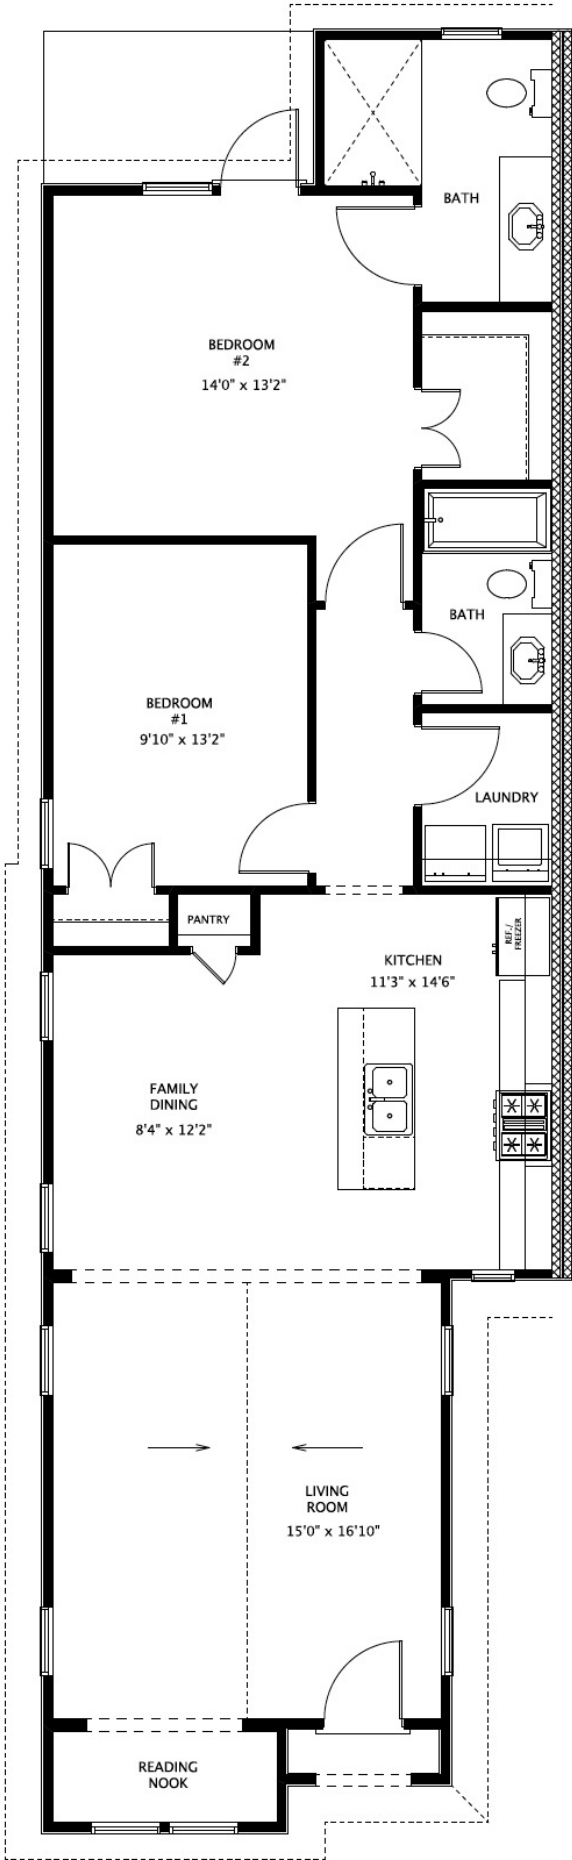 BATH
BEDROOM
#2
14'0" x 13'2"
BATH
BEDROOM
#1
9'10" x 13'2"
LAUNDRY
PANTRY
REF./
FREEZER
KITCHEN
11'3" x 14'6"
FAMILY
DINING
8'4" x 12'2"
LIVING
ROOM
15'0" x 16'10"
READING
NOOK